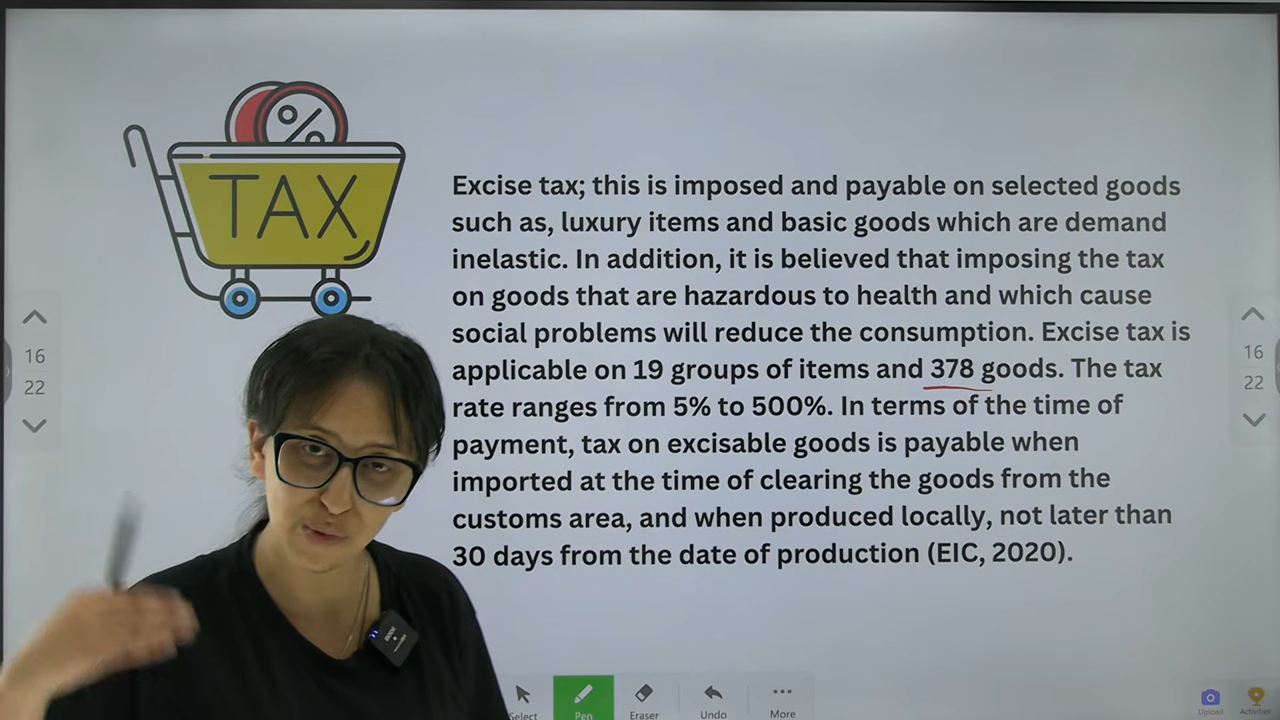 TAX
%
Excise tax; this is imposed and payable on selected goods
such as, luxury items and basic goods which are demand
inelastic. In addition, it is believed that imposing the tax
on goods that are hazardous to health and which cause
social problems will reduce the consumption. Excise tax is
applicable on 19 groups of items and 378 goods. The tax
rate ranges from 5% to 500%. In terms of the time of
payment, tax on excisable goods is payable when
imported at the time of clearing the goods from the
customs area, and when produced locally, not later than
30 days from the date of production (EIC, 2020).
16
22
16
22
Select
Pen
Eraser
Undo
More
Upload
Activities